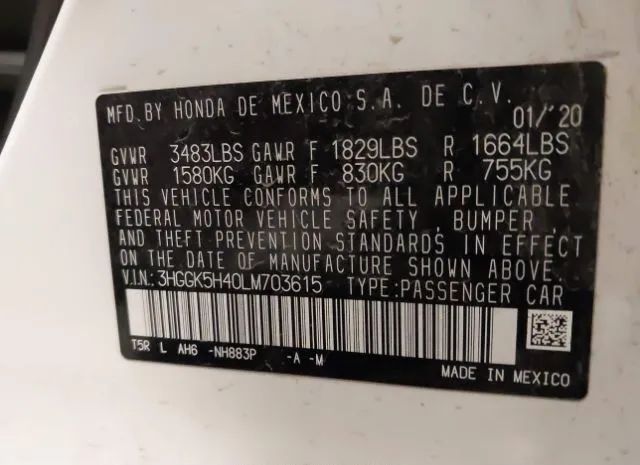 MFD.BY HONDA DE MEXICO S.A. DE C.V.
01/'20
GVWR 3483LBS GAWR F 1829LBS R 1664LBS
GVWR 1580KG GAWR F 830KG R 755KG
THIS VEHICLE CONFORMS TO ALL APPLICABLE
FEDERAL MOTOR VEHICLE SAFETY, BUMPER,
AND THEFT PREVENTION STANDARDS IN EFFECT
ON THE DATE OF MANUFACTURE SHOWN ABOVE.
V.I.N.: 3HGGK5H40LM703615 TYPE:PASSENGER CAR
T5R L AH6 -NH883P -A -M
MADE IN MEXICO